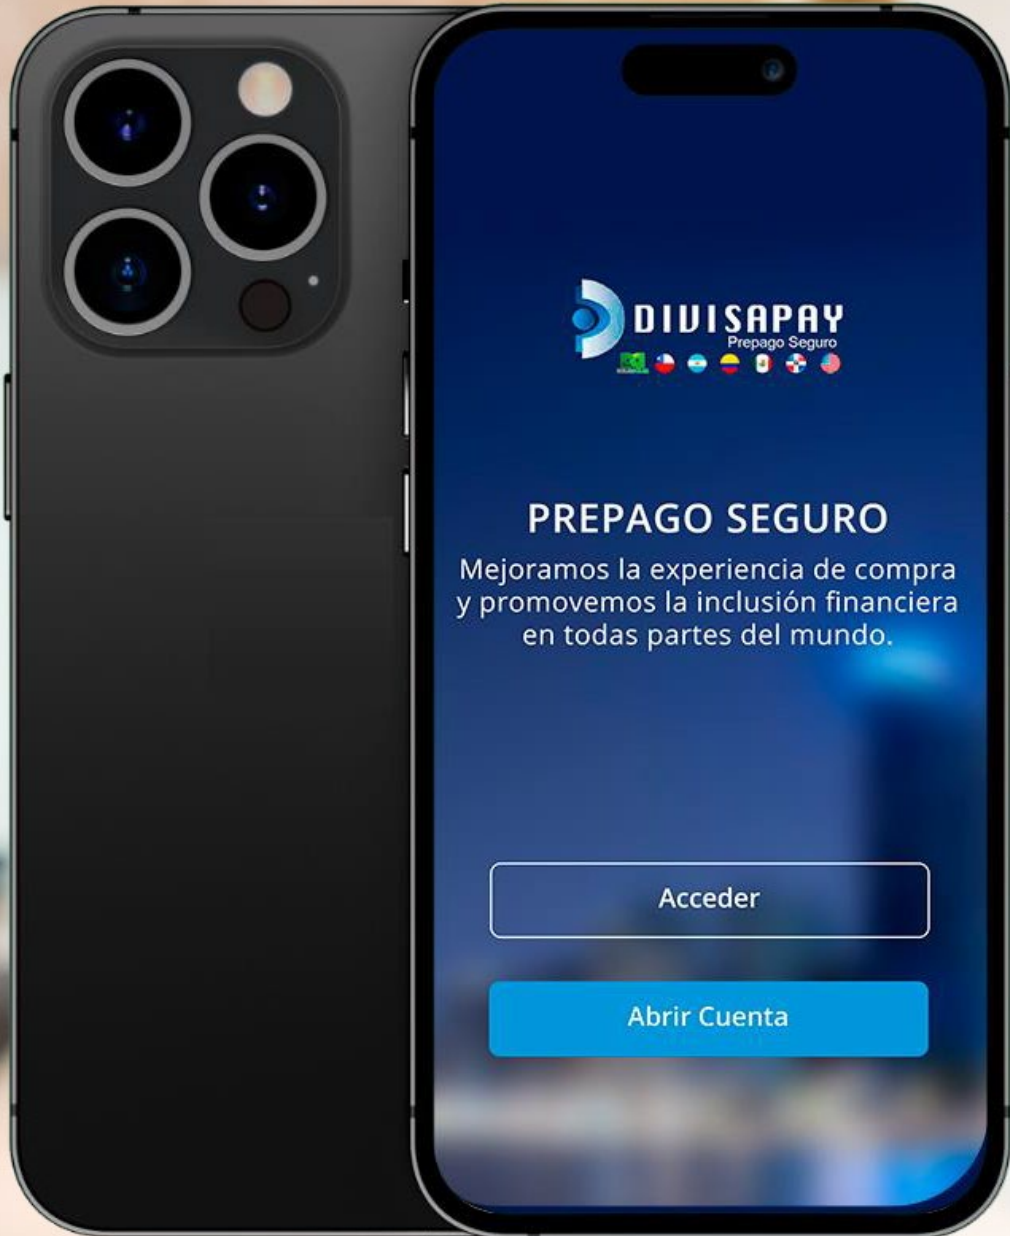 DIVISAPAY
Prepago Seguro
PREPAGO SEGURO
Mejoramos la experiencia de compra
y promovemos la inclusión financiera
en todas partes del mundo.
Acceder
Abrir Cuenta